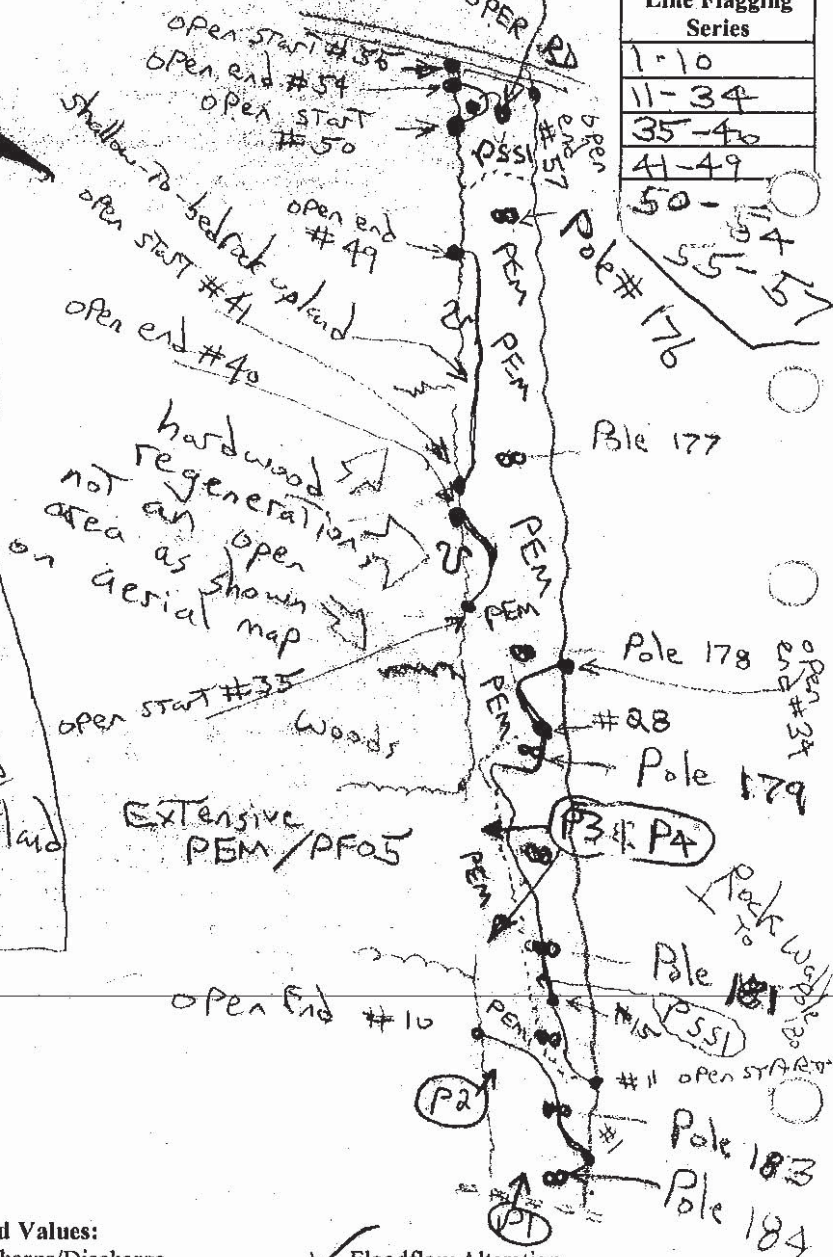 Line Flagging
Series
1-10
11-34
35-40
41-49
50-54
55-57
open start #50
open end #54
open start
#50
open
end
#57
PSS1
shallow-to-bedrock upland
open start #41
open end
#49
Pole# 176
PEM
PEM
open end #40
Pole 177
hardwood
regeneration
not an open
area as shown
on aerial map
PEM
PEM
Pole 178
open
end #34
open start #35
PEM
#28
Woods
Pole 179
Extensive
PEM/PF05
P3 & P4
PEM
Rock Wall
To
Pole 181
Open End #10
PEM
#15
PSS1
#11 open START
P2
#1
Pole 183
P1
Pole 184
d Values:
Floodflow Alteration